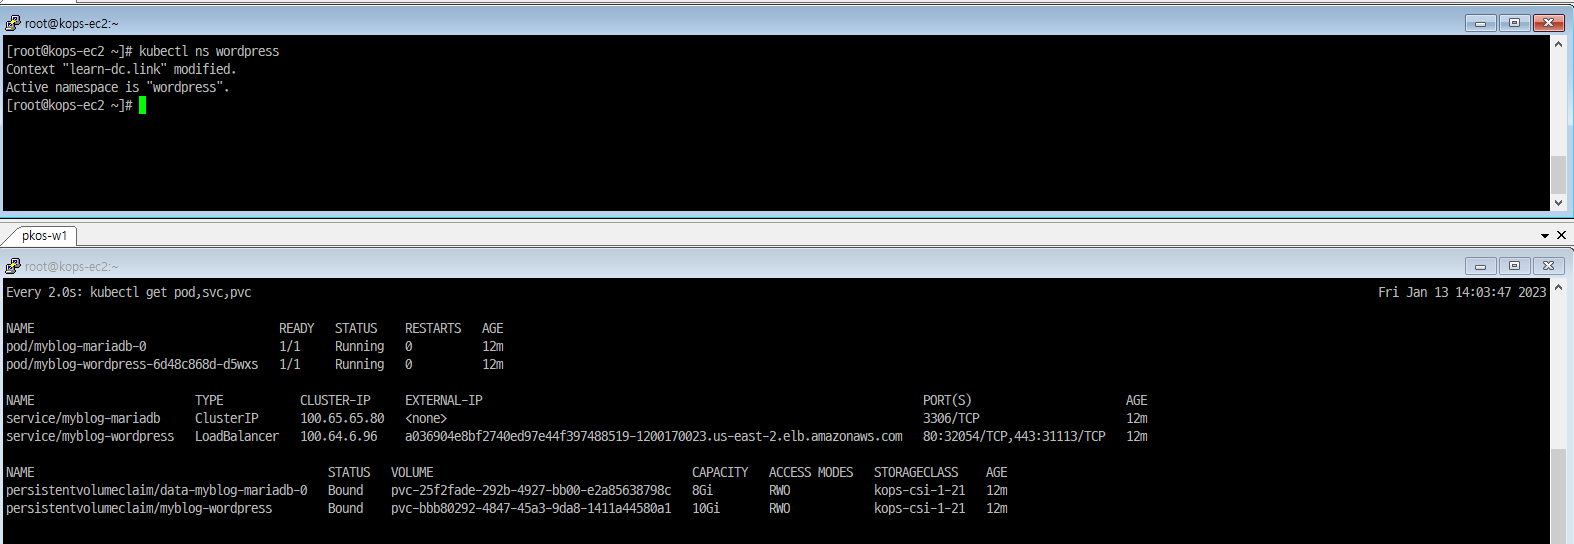 root@kops-ec2:~
[root@kops-ec2 ~]# kubectl ns wordpress
Context "learn-dc.link" modified.
Active namespace is "wordpress".
[root@kops-ec2 ~]#
pkos-w1
root@kops-ec2:~
Every 2.0s: kubectl get pod,svc,pvc Fri Jan 13 14:03:47 2023
NAME READY STATUS RESTARTS AGE
pod/myblog-mariadb-0 1/1 Running 0 12m
pod/myblog-wordpress-6d48c868d-d5wxs 1/1 Running 0 12m
NAME TYPE CLUSTER-IP EXTERNAL-IP PORT(S) AGE
service/myblog-mariadb ClusterIP 100.65.65.80 <none> 3306/TCP 12m
service/myblog-wordpress LoadBalancer 100.64.6.96 a036904e8bf2740ed97e44f397488519-1200170023.us-east-2.elb.amazonaws.com 80:32054/TCP,443:31113/TCP 12m
NAME STATUS VOLUME CAPACITY ACCESS MODES STORAGECLASS AGE
persistentvolumeclaim/data-myblog-mariadb-0 Bound pvc-25f2fade-292b-4927-bb00-e2a85638798c 8Gi RWO kops-csi-1-21 12m
persistentvolumeclaim/myblog-wordpress Bound pvc-bbb80292-4847-45a3-9da8-1411a44580a1 10Gi RWO kops-csi-1-21 12m